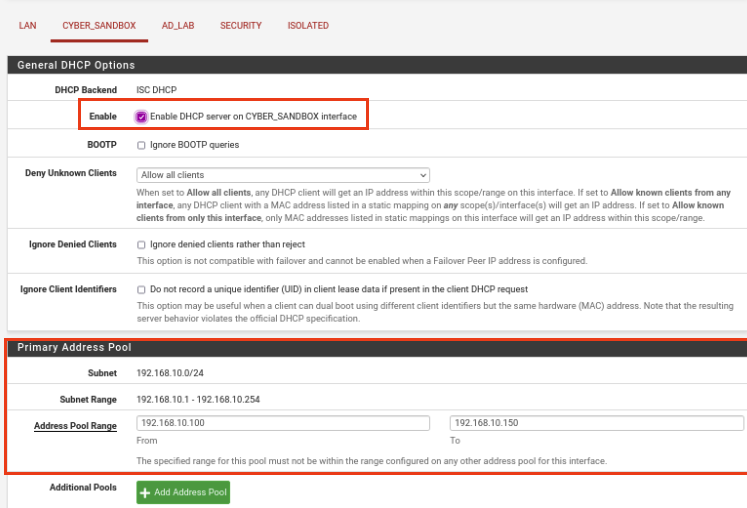 LAN CYBER_SANDBOX AD_LAB SECURITY ISOLATED
General DHCP Options
DHCP Backend ISC DHCP
Enable Enable DHCP server on CYBER_SANDBOX interface
BOOTP Ignore BOOTP queries
Deny Unknown Clients Allow all clients
When set to Allow all clients, any DHCP client will get an IP address within this scope/range on this interface. If set to Allow known clients from any
interface, any DHCP client with a MAC address listed in a static mapping on any scope(s)/interface(s) will get an IP address. If set to Allow known
clients from only this interface, only MAC addresses listed in static mappings on this interface will get an IP address within this scope/range.
Ignore Denied Clients Ignore denied clients rather than reject
This option is not compatible with failover and cannot be enabled when a Failover Peer IP address is configured.
Ignore Client Identifiers Do not record a unique identifier (UID) in client lease data if present in the client DHCP request
This option may be useful when a client can dual boot using different client identifiers but the same hardware (MAC) address. Note that the resulting
server behavior violates the official DHCP specification.
Primary Address Pool
Subnet 192.168.10.0/24
Subnet Range 192.168.10.1 - 192.168.10.254
Address Pool Range 192.168.10.100 192.168.10.150
From To
The specified range for this pool must not be within the range configured on any other address pool for this interface.
Additional Pools + Add Address Pool